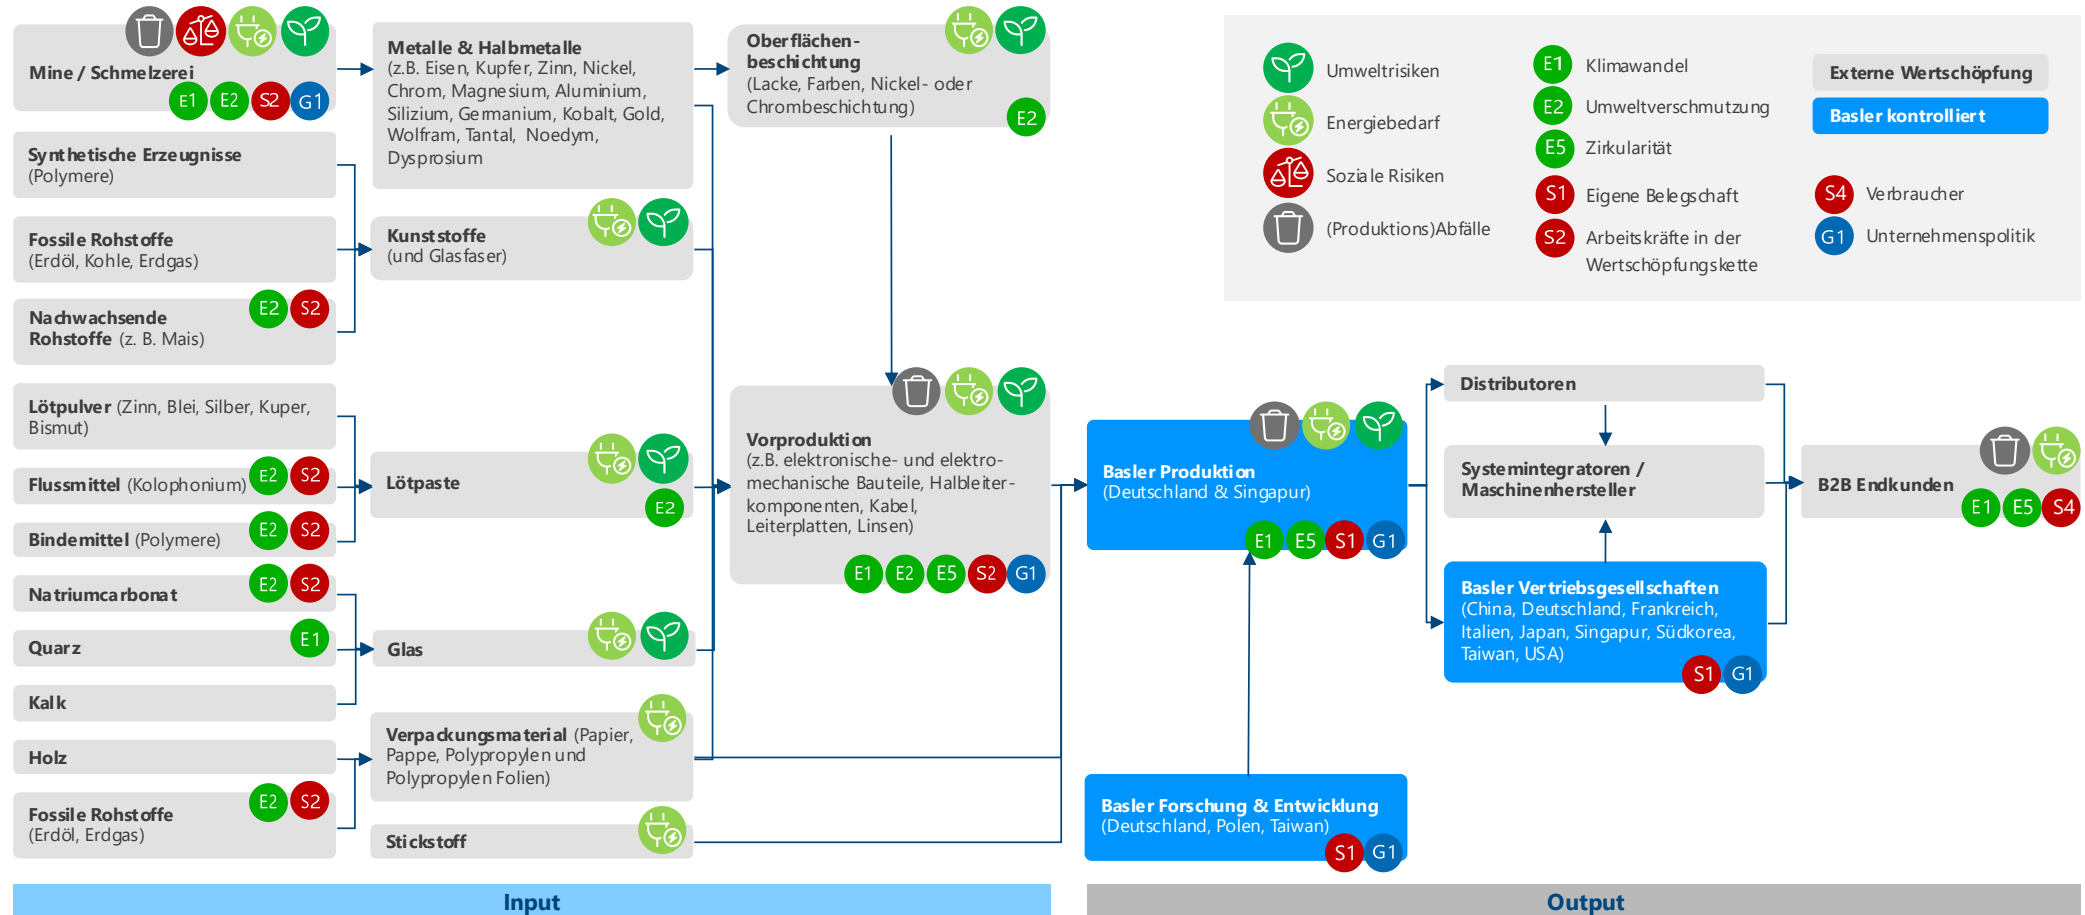 Mine / Schmelzerei
E1 E2 S2 G1
Synthetische Erzeugnisse
(Polymere)
Fossile Rohstoffe
(Erdöl, Kohle, Erdgas)
E2 S2
Nachwachsende
Rohstoffe (z. B. Mais)
Lötpulver (Zinn, Blei, Silber, Kuper,
Bismut)
Flussmittel (Kolophonium) E2 S2
Bindemittel (Polymere) E2 S2
Natriumcarbonat E2 S2
Quarz E1
Kalk
Holz
E2 S2
Fossile Rohstoffe
(Erdöl, Erdgas)
Metalle & Halbmetalle
(z.B. Eisen, Kupfer, Zinn, Nickel,
Chrom, Magnesium, Aluminium,
Silizium, Germanium, Kobalt, Gold,
Wolfram, Tantal, Noedym,
Dysprosium
Kunststoffe
(und Glasfaser)
Lötpaste
E2
Glas
Verpackungsmaterial (Papier,
Pappe, Polypropylen und
Polypropylen Folien)
Stickstoff
Oberflächen-
beschichtung
(Lacke, Farben, Nickel- oder
Chrombeschichtung)
E2
Vorproduktion
(z.B. elektronische- und elektro-
mechanische Bauteile, Halbleiter-
komponenten, Kabel,
Leiterplatten, Linsen)
E1 E2 E5 S2 G1
Basler Produktion
(Deutschland & Singapur)
E1 E5 S1 G1
Basler Forschung & Entwicklung
(Deutschland, Polen, Taiwan)
S1 G1
Distributoren
Systemintegratoren /
Maschinenhersteller
Basler Vertriebsgesellschaften
(China, Deutschland, Frankreich,
Italien, Japan, Singapur, Südkorea,
Taiwan, USA)
S1 G1
B2B Endkunden
E1 E5 S4
Umweltrisiken
Energiebedarf
Soziale Risiken
(Produktions)Abfälle
E1 Klimawandel
E2 Umweltverschmutzung
E5 Zirkularität
S1 Eigene Belegschaft
S2 Arbeitskräfte in der
Wertschöpfungskette
Externe Wertschöpfung
Basler kontrolliert
S4 Verbraucher
G1 Unternehmenspolitik
Input
Output